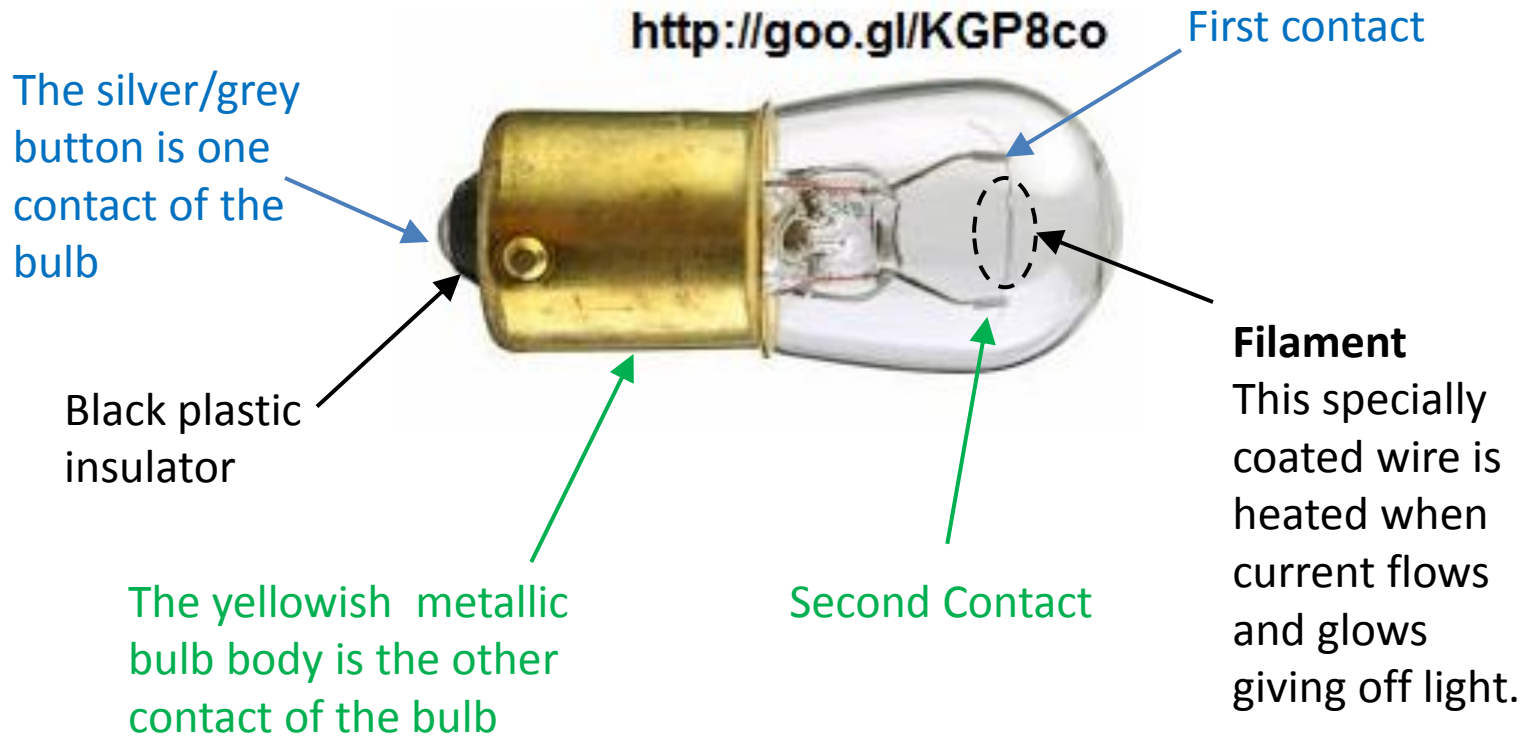 http://goo.gl/KGP8co
First contact
The silver/grey
button is one
contact of the
bulb
Black plastic
insulator
The yellowish  metallic
bulb body is the other
contact of the bulb
Second Contact
Filament
This specially
coated wire is
heated when
current flows
and glows
giving off light.